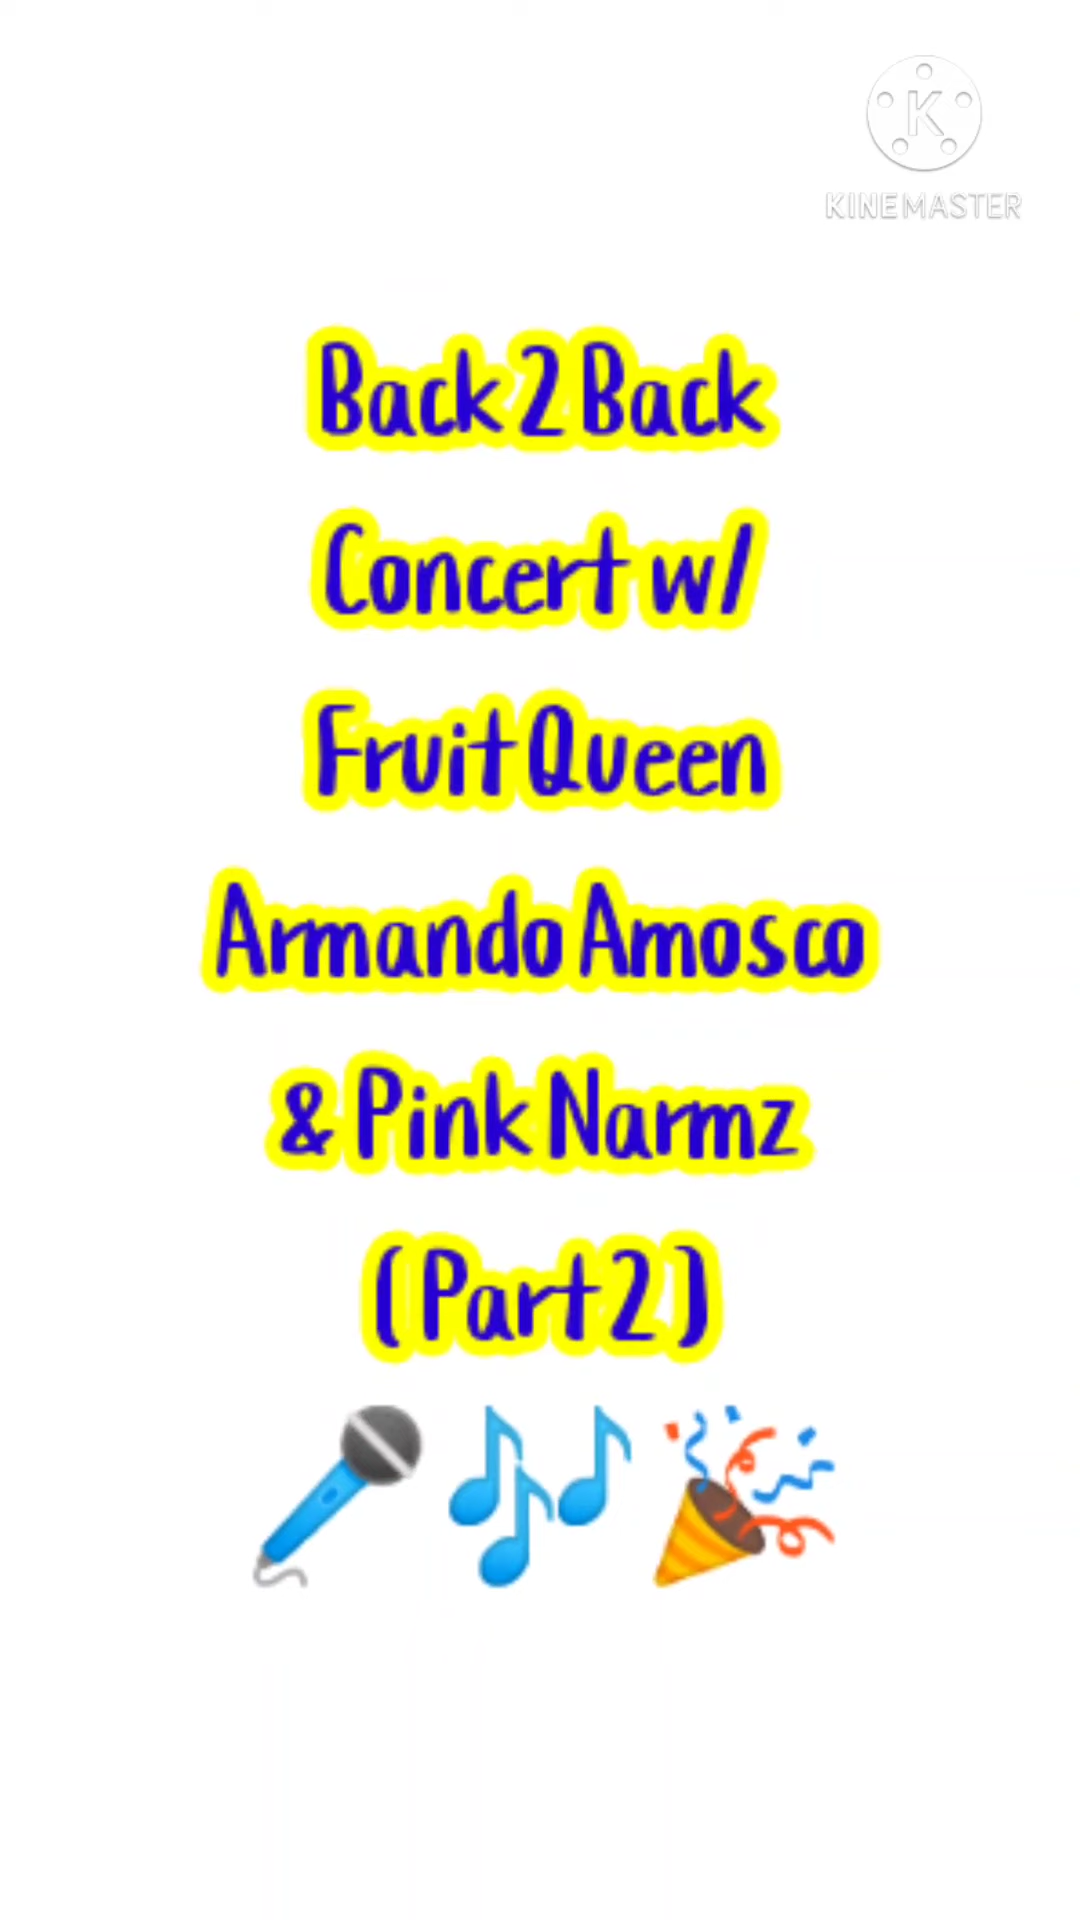 K
KINEMASTER
Back 2 Back
Concert w/
Fruit Queen
Armando Amosco
& Pink Narmz
(Part 2)